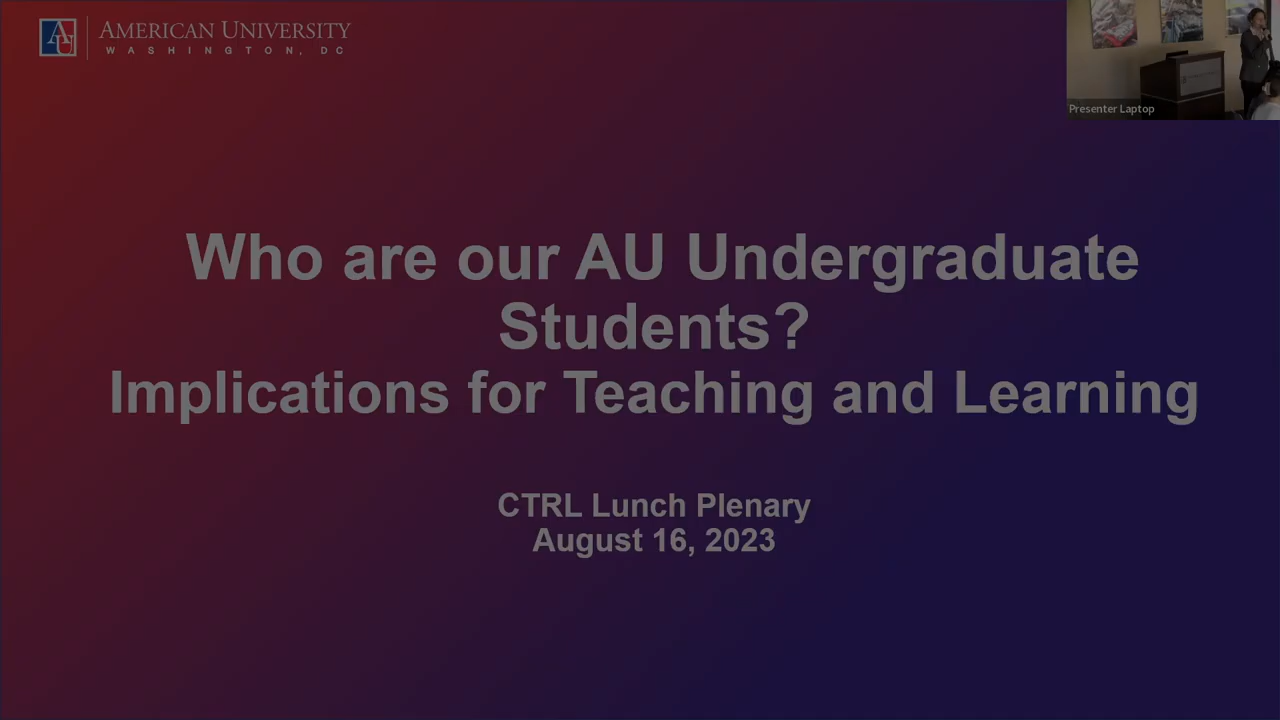 AU
AMERICAN UNIVERSITY
WASHINGTON, DC
Presenter Laptop
Who are our AU Undergraduate
Students?
Implications for Teaching and Learning
CTRL Lunch Plenary
August 16, 2023